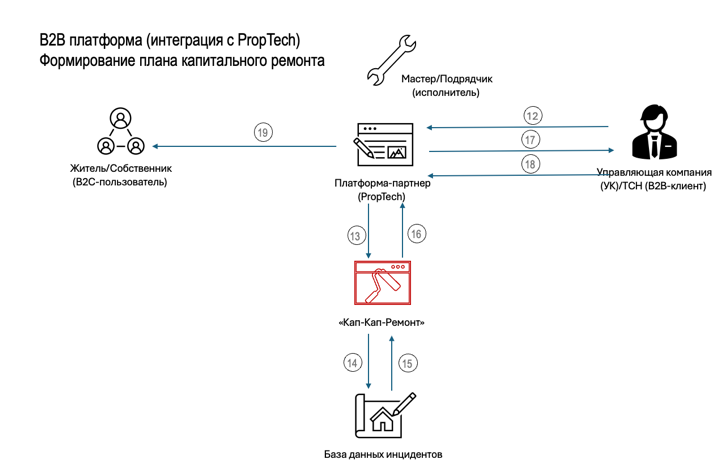 B2B платформа (интеграция с PropTech)
Формирование плана капитального ремонта
Мастер/Подрядчик
(исполнитель)
12
19
17
18
Житель/Собственник
(B2C-пользователь)
Платформа-партнер
(PropTech)
Управляющая компания
(УК)/ТСН (B2B-клиент)
13
16
«Кап-Кап-Ремонт»
14
15
База данных инцидентов